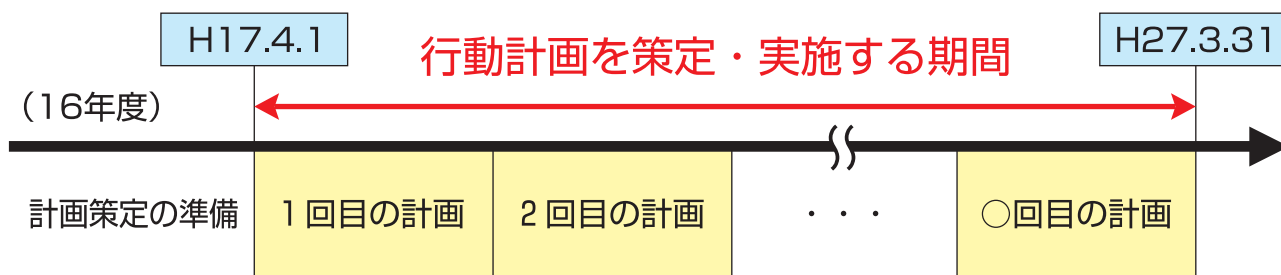 H17.4.1
H27.3.31
行動計画を策定・実施する期間
（16年度）
計画策定の準備
1回目の計画
2回目の計画
・・・
○回目の計画